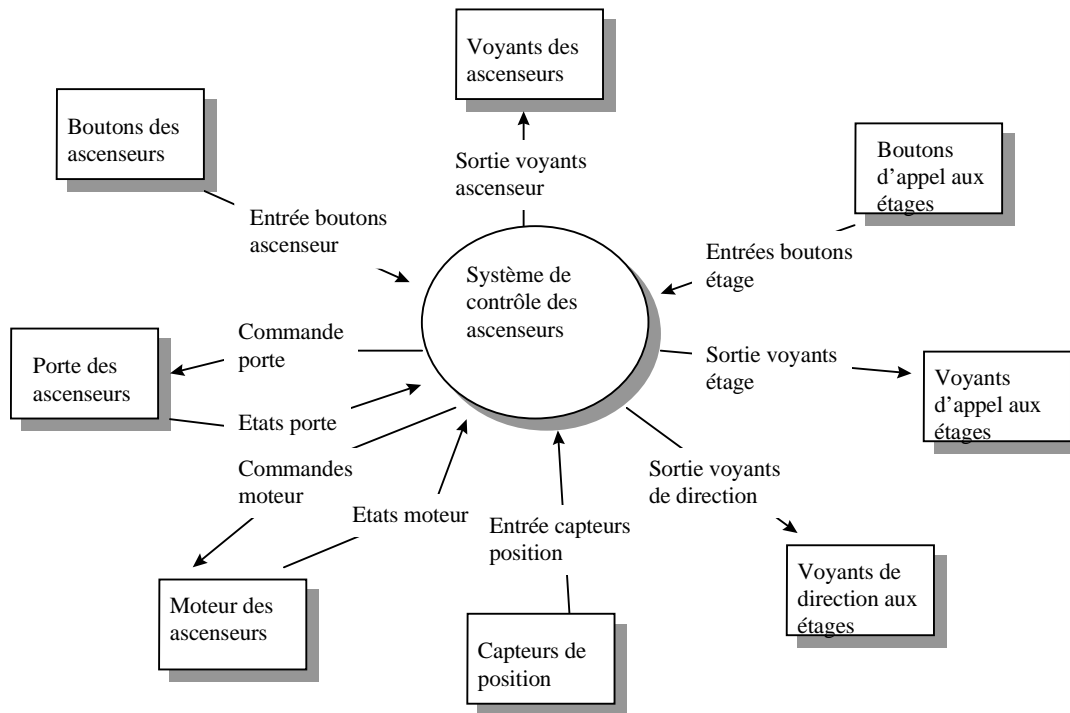 Voyants des
ascenseurs
Boutons des
ascenseurs
Boutons
d’appel aux
étages
Sortie voyants
ascenseur
Entrée boutons
ascenseur
Entrées boutons
étage
Système de
contrôle des
ascenseurs
Commande
porte
Porte des
ascenseurs
Sortie voyants
étage
Voyants
d’appel aux
étages
Etats porte
Commandes
moteur
Sortie voyants
de direction
Etats moteur
Entrée capteurs
position
Voyants de
direction aux
étages
Moteur des
ascenseurs
Capteurs de
position